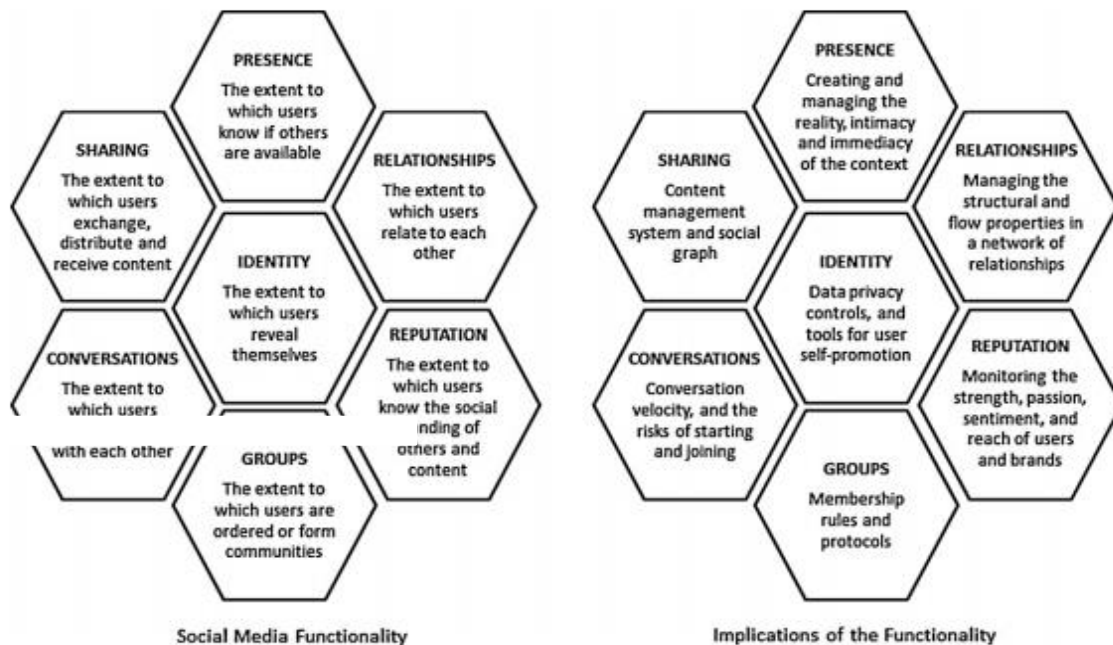 PRESENCE
The extent to
which users
know if others
are available
SHARING
The extent to
which users
exchange,
distribute and
receive content
RELATIONSHIPS
The extent to
which users
relate to each
other
IDENTITY
The extent to
which users
reveal
themselves
CONVERSATIONS
The extent to
which users
with each other
REPUTATION
The extent to
which users
know the social
nding of
others and
content
GROUPS
The extent to
which users are
ordered or form
communities
Social Media Functionality
PRESENCE
Creating and
managing the
reality, intimacy
and immediacy
of the context
SHARING
Content
management
system and social
graph
RELATIONSHIPS
Managing the
structural and
flow properties in
a network of
relationships
IDENTITY
Data privacy
controls, and
tools for user
self-promotion
CONVERSATIONS
Conversation
velocity, and the
risks of starting
and joining
REPUTATION
Monitoring the
strength, passion,
sentiment, and
reach of users
and brands
GROUPS
Membership
rules and
protocols
Implications of the Functionality